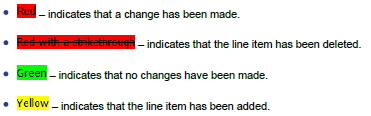 • Red – indicates that a change has been made.
• Red with a strikethrough – indicates that the line item has been deleted.
• Green – indicates that no changes have been made.
• Yellow – indicates that the line item has been added.